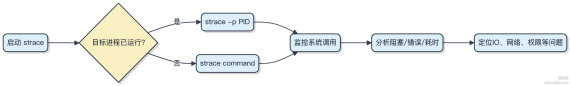 启动 strace
目标进程已运行?
是
strace –p PID
否
strace command
监控系统调用
分析阻塞/错误/耗时
定位IO、网络、权限等问题